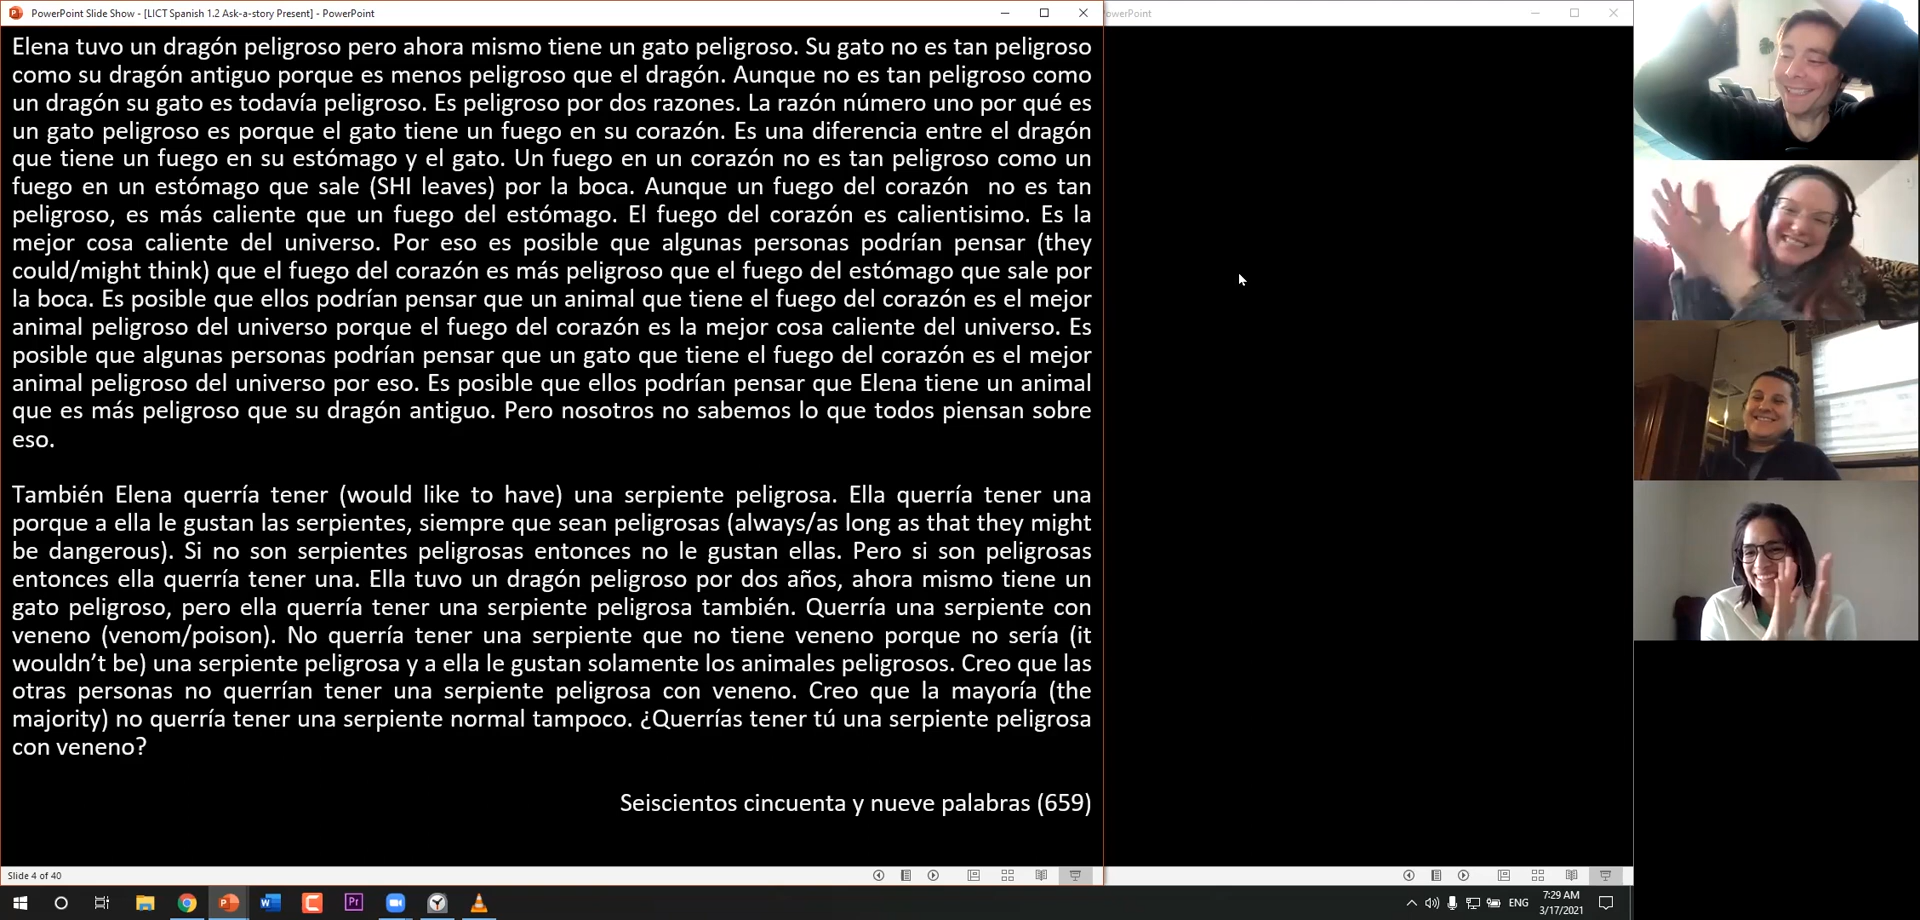 PowerPoint Slide Show - [LICT Spanish 1.2 Ask-a-story Present] - PowerPoint
owerPoint
Elena tuvo un dragón peligroso pero ahora mismo tiene un gato peligroso. Su gato no es tan peligroso
como su dragón antiguo porque es menos peligroso que el dragón. Aunque no es tan peligroso como
un dragón su gato es todavía peligroso. Es peligroso por dos razones. La razón número uno por qué es
un gato peligroso es porque el gato tiene un fuego en su corazón. Es una diferencia entre el dragón
que tiene un fuego en su estómago y el gato. Un fuego en un corazón no es tan peligroso como un
fuego en un estómago que sale (SHI leaves) por la boca. Aunque un fuego del corazón no es tan
peligroso, es más caliente que un fuego del estómago. El fuego del corazón es calientisimo. Es la
mejor cosa caliente del universo. Por eso es posible que algunas personas podrían pensar (they
could/might think) que el fuego del corazón es más peligroso que el fuego del estómago que sale por
la boca. Es posible que ellos podrían pensar que un animal que tiene el fuego del corazón es el mejor
animal peligroso del universo porque el fuego del corazón es la mejor cosa caliente del universo. Es
posible que algunas personas podrían pensar que un gato que tiene el fuego del corazón es el mejor
animal peligroso del universo por eso. Es posible que ellos podrían pensar que Elena tiene un animal
que es más peligroso que su dragón antiguo. Pero nosotros no sabemos lo que todos piensan sobre
eso.
También Elena querría tener (would like to have) una serpiente peligrosa. Ella querría tener una
porque a ella le gustan las serpientes, siempre que sean peligrosas (always/as long as that they might
be dangerous). Si no son serpientes peligrosas entonces no le gustan ellas. Pero si son peligrosas
entonces ella querría tener una. Ella tuvo un dragón peligroso por dos años, ahora mismo tiene un
gato peligroso, pero ella querría tener una serpiente peligrosa también. Querría una serpiente con
veneno (venom/poison). No querría tener una serpiente que no tiene veneno porque no sería (it
wouldn't be) una serpiente peligrosa y a ella le gustan solamente los animales peligrosos. Creo que las
otras personas no querrían tener una serpiente peligrosa con veneno. Creo que la mayoría (the
majority) no querría tener una serpiente normal tampoco. ¿Querrías tener tú una serpiente peligrosa
con veneno?
Seiscientos cincuenta y nueve palabras (659)
Slide 4 of 40
ENG
7:29 AM
3/17/2021